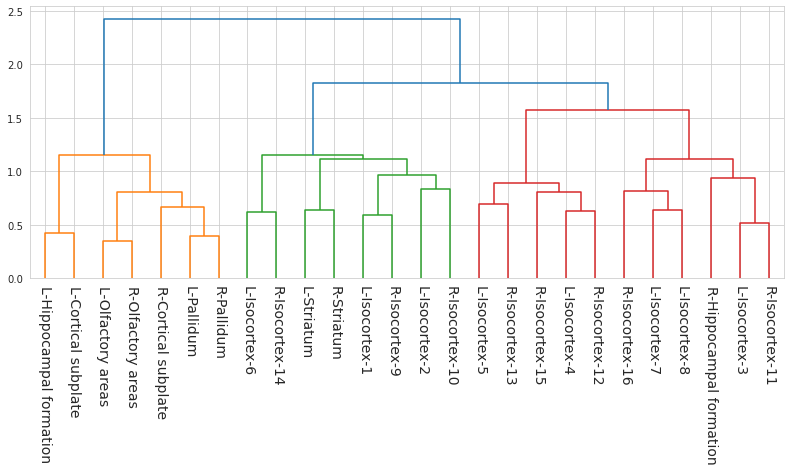 2.5
2.0
1.5
1.0
0.5
0.0
L-Hippocampal formation
L-Cortical subplate
L-Olfactory areas
R-Olfactory areas
R-Cortical subplate
L-Pallidum
R-Pallidum
L-Isocortex-6
R-Isocortex-14
L-Striatum
R-Striatum
L-Isocortex-1
R-Isocortex-9
L-Isocortex-2
R-Isocortex-10
L-Isocortex-5
R-Isocortex-13
R-Isocortex-15
L-Isocortex-4
R-Isocortex-12
R-Isocortex-16
L-Isocortex-7
L-Isocortex-8
R-Hippocampal formation
L-Isocortex-3
R-Isocortex-11